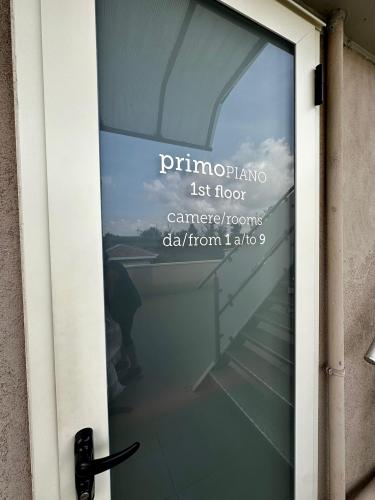 primoPIANO
1st floor
camere/rooms
da/from 1 a/to 9